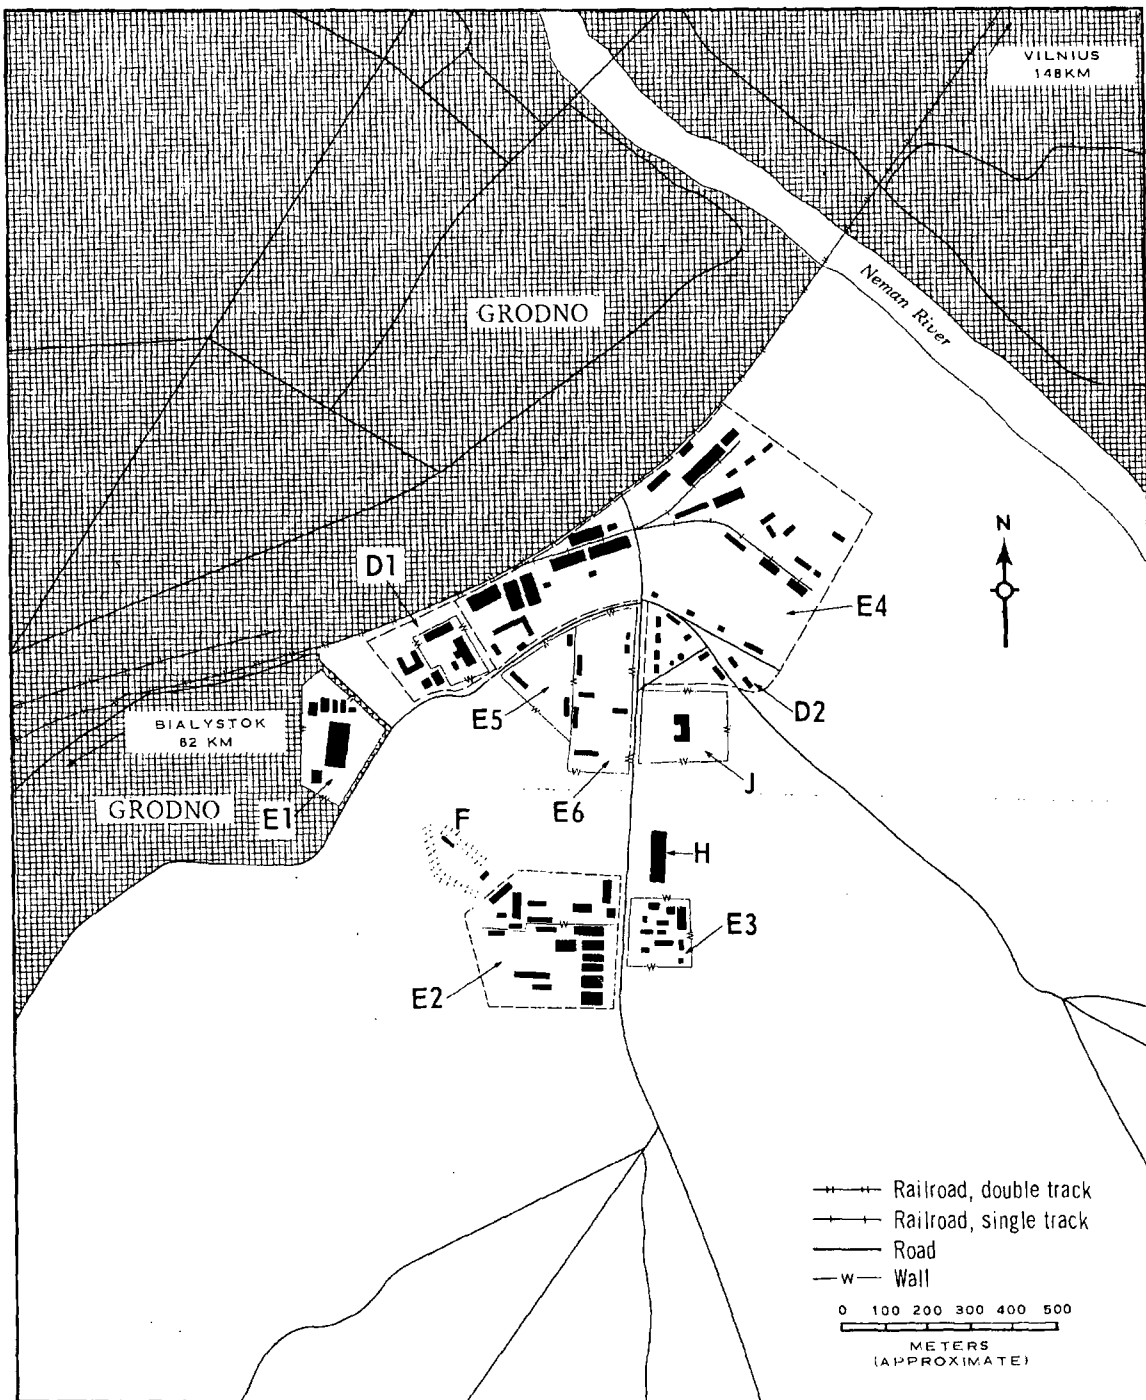 VILNIUS
148KM
Neman River
GRODNO
N
D1
E4
E5
D2
BIALYSTOK
82 KM
J
GRODNO
E1
E6
F
H
E3
E2
Railroad, double track
Railroad, single track
Road
W Wall
0 100 200 300 400 500
METERS
(APPROXIMATE)